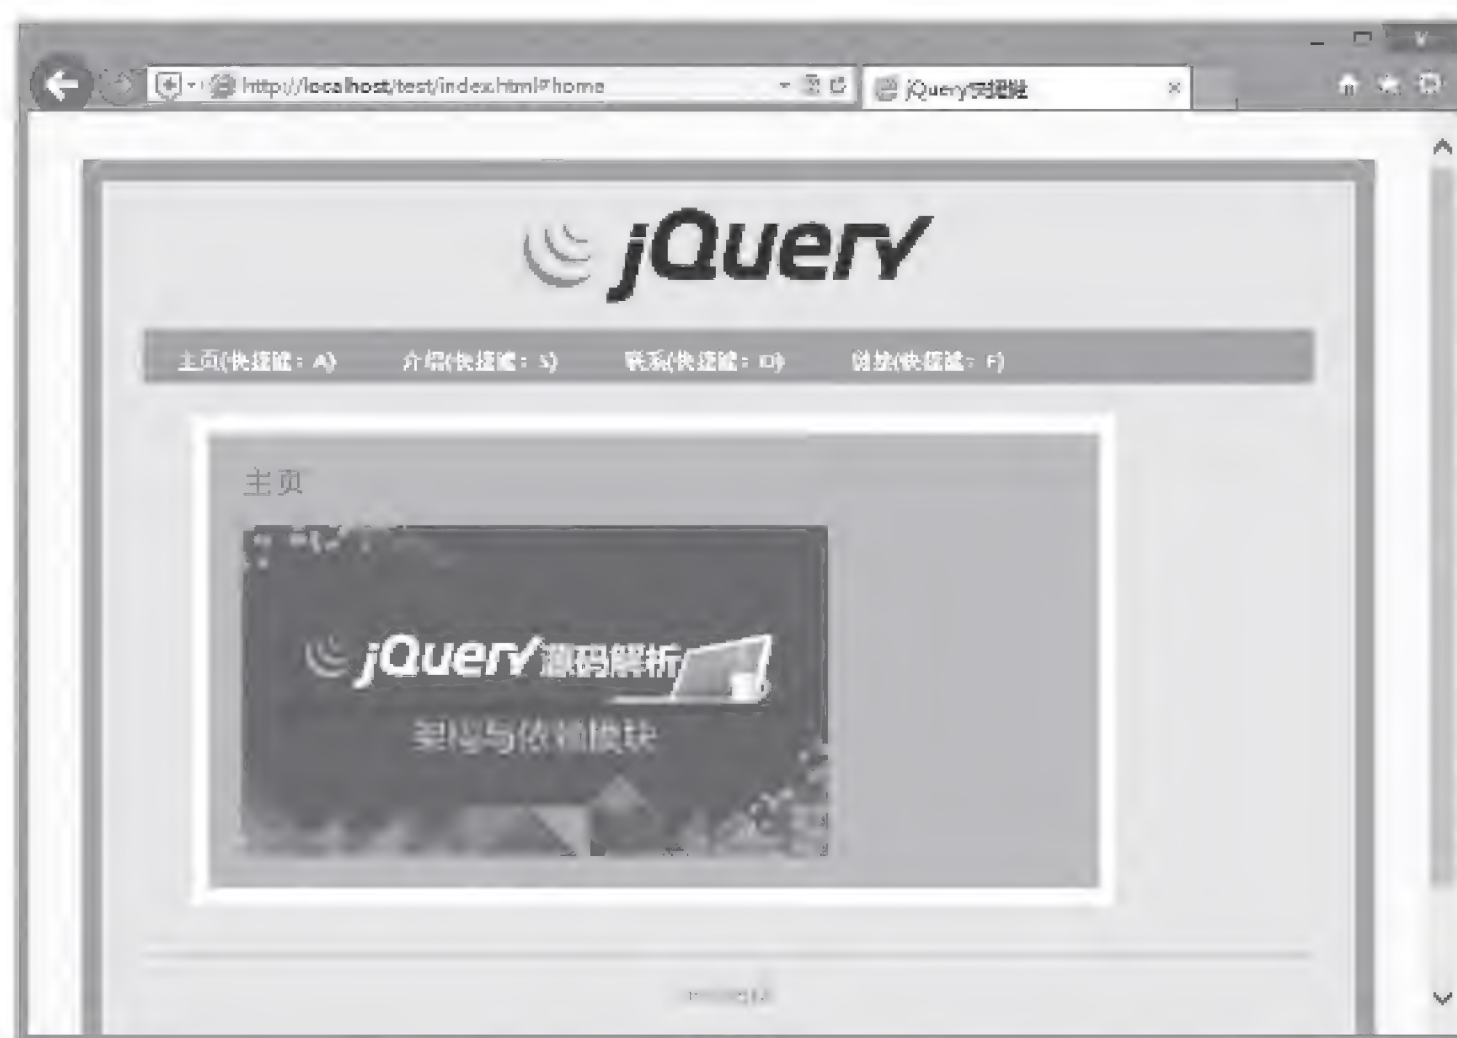 http://localhost/test/index.html#home
jQuery快捷键
jQuery
主页(快捷键：A) 介绍(快捷键：S) 联系(快捷键：D) 链接(快捷键：F)
主页
jQuery源码解析
架构与依赖模块